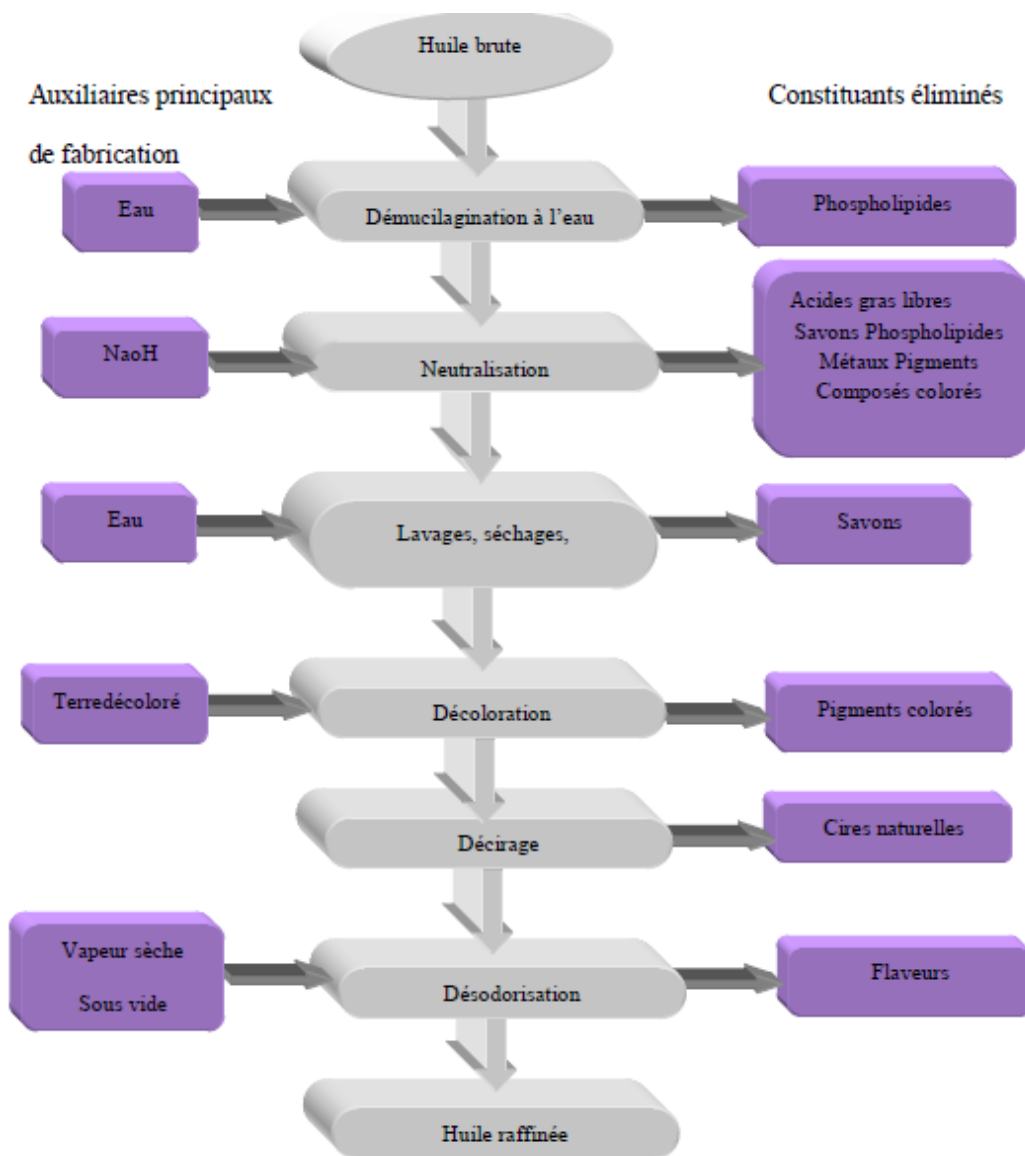 Huile brute
Auxiliaires principaux
de fabrication
Constituants éliminés
Eau
Démucilagination à l’eau
Phospholipides
NaoH
Neutralisation
Acides gras libres
Savons Phospholipides
Métaux Pigments
Composés colorés
Eau
Lavages, séchages,
Savons
Terredécoloré
Décoloration
Pigments colorés
Décirage
Cires naturelles
Vapeur sèche
Sous vide
Désodorisation
Flaveurs
Huile raffinée